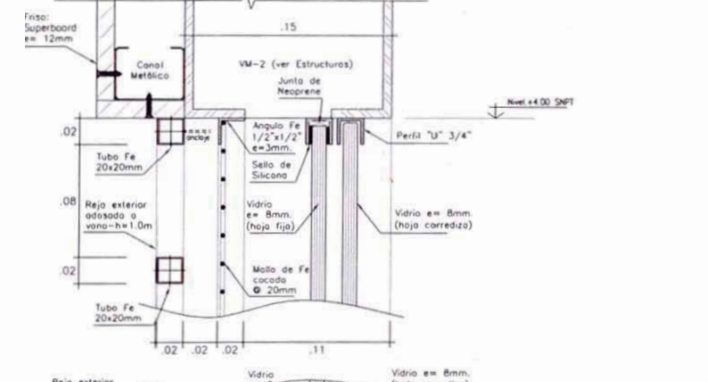 Friso:
Superboard
e= 12mm
.15
Canal
Metálico
VM-2 (ver Estructuras)
Junta de
Neoprene
Nivel +4.00 SNPT
.02
anclaje
Angulo Fe
1/2"x1/2"
e=3mm.
Perfil "U" 3/4"
Tubo Fe
20x20mm
Sello de
Silicona
.08
Reja exterior
adosada a
vano-h=1.0m
Vidrio
e= 8mm.
(hoja fija)
Vidrio e= 8mm.
(hoja corrediza)
.02
Malla de Fe
cocada
@ 20mm
Tubo Fe
20x20mm
.02
.02
.02
.11
Reja exterior
Vidrio
Vidrio e= 8mm.